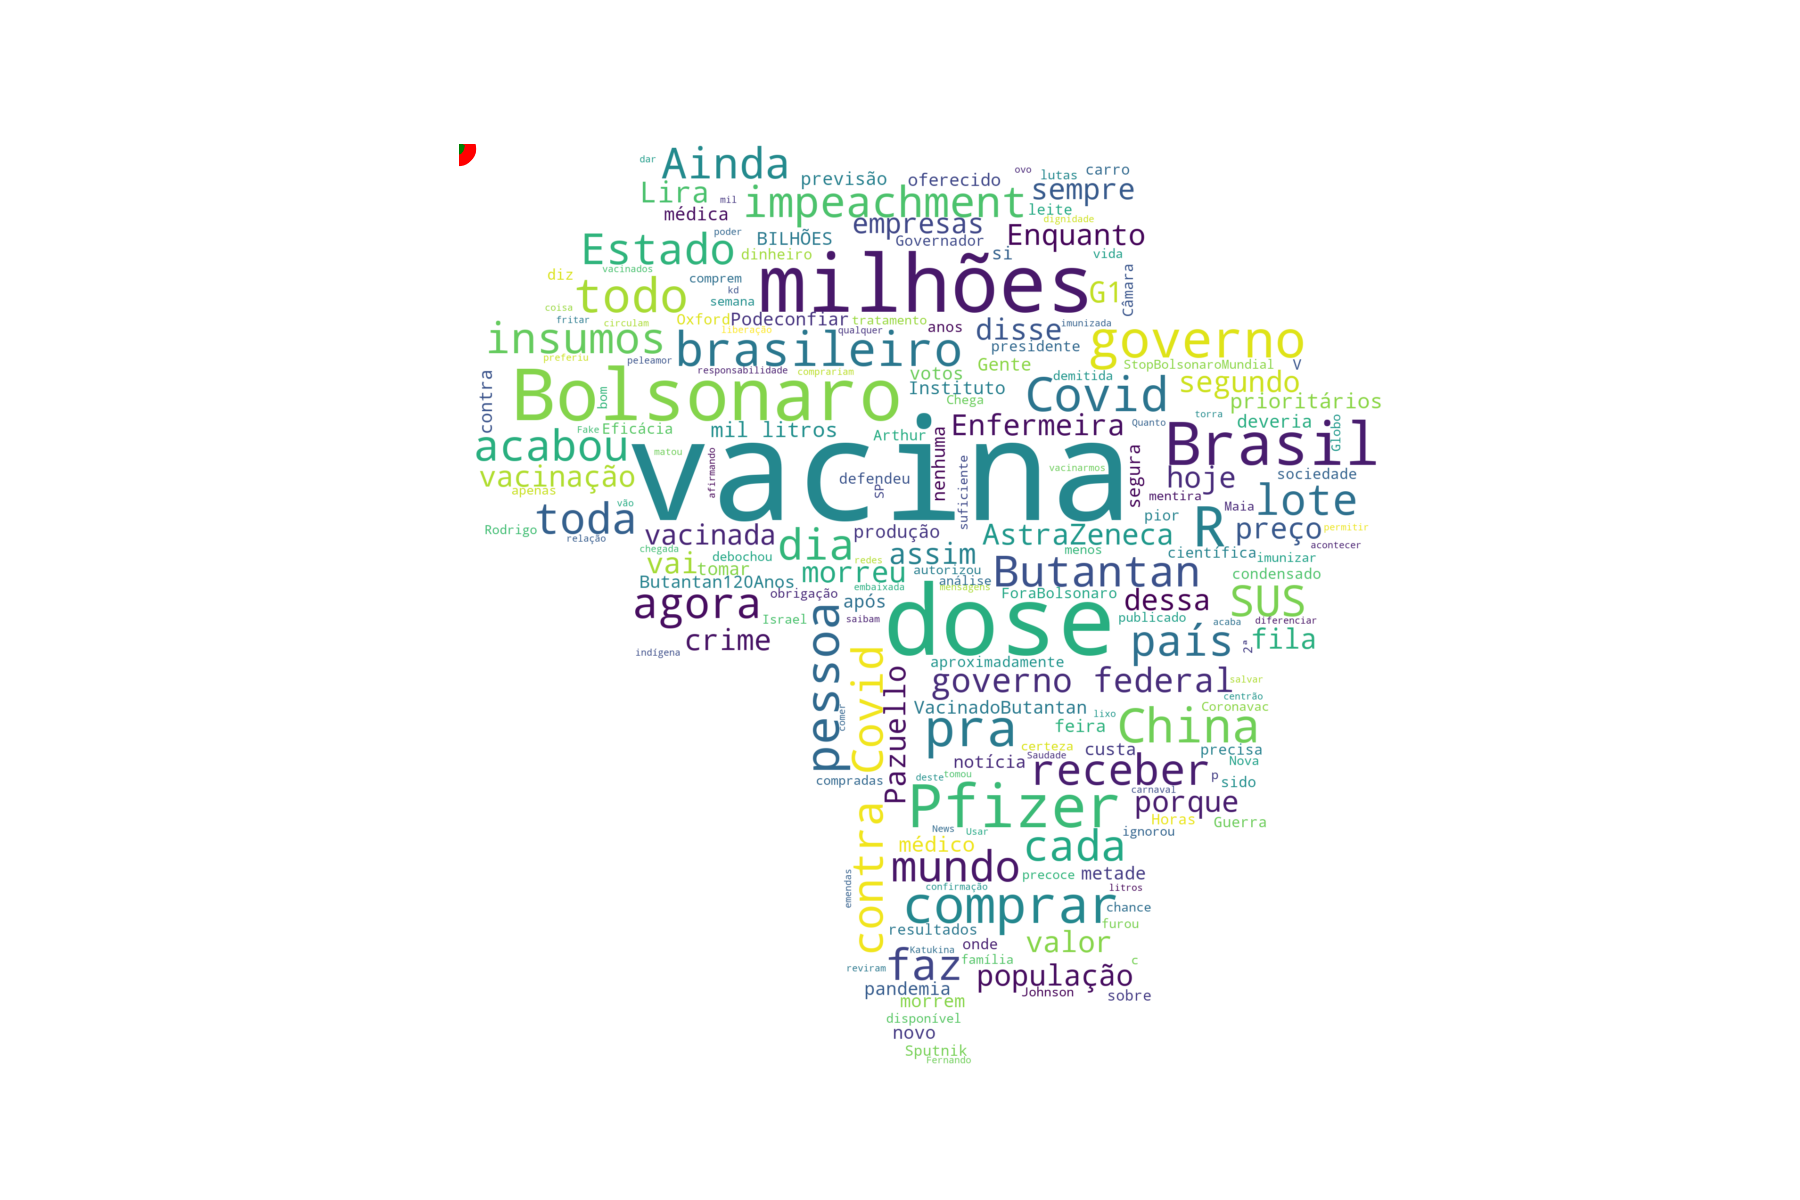 dar
Ainda
previsão
oferecido
ovo
lutas
carro
Lira
mil
impeachment
sempre
médica
leite
dignidade
poder
BILHÕES
empresas
Governador
Enquanto
Estado
dinheiro
si
vida
vacinados
diz
todo
comprem
kd
semana
milhões
G1
Câmara
coisa
fritar
circulam
Oxford
Podeconfiar
tratamento
anos
disse
imunizada
governo
insumos
liberação
qualquer
brasileiro
presidente
preferiu
peleamor
responsabilidade
comprariam
votos
Gente
StopBolsonaroMundial
V
contra
Bolsonaro
bom
Instituto
demitida
Covid
segundo
Chega
prioritários
Fake
Eficácia
mil litros
Arthur
Enfermeira
Quanto
torra
deveria
Globo
acabou
matou
vacina
afirmando
nenhuma
segura
Brasil
vacinação
defendeu
SP
suficiente
vacinarmos
hoje
sociedade
apenas
vão
mentira
Maia
lote
Rodrigo
toda
relação
vacinada
dia
produção
AstraZeneca
pior
R
preço
permitir
chegada
debochou
redes
assim
menos
científica
acontecer
imunizar
vai
tomar
morreu
autorizou
análise
Butantan
condensado
Butantan120Anos
obrigação
embaixada
mensagens
ForaBolsonaro
agora
Israel
após
saibam
dose
dessa
SUS
publicado
acaba
diferenciar
crime
indígena
pessoa
país
2ª
fila
aproximadamente
contra Covid
Pazuello
governo federal
salvar
centrão
comer
VacinadoButantan
lixo
Coronavac
pra
feira
China
certeza
custa
precisa
notícia
Saudade
Nova
compradas
deste
tomou
receber
p
sido
carnaval
Pfizer
porque
Horas
Guerra
News
Usar
ignorou
médico
cada
mundo
precoce
metade
emendas
confirmação
litros
comprar
chance
furou
resultados
Katukina
onde
valor
reviram
faz
família
c
população
pandemia
Johnson
sobre
morrem
disponível
novo
Sputnik
Fernando